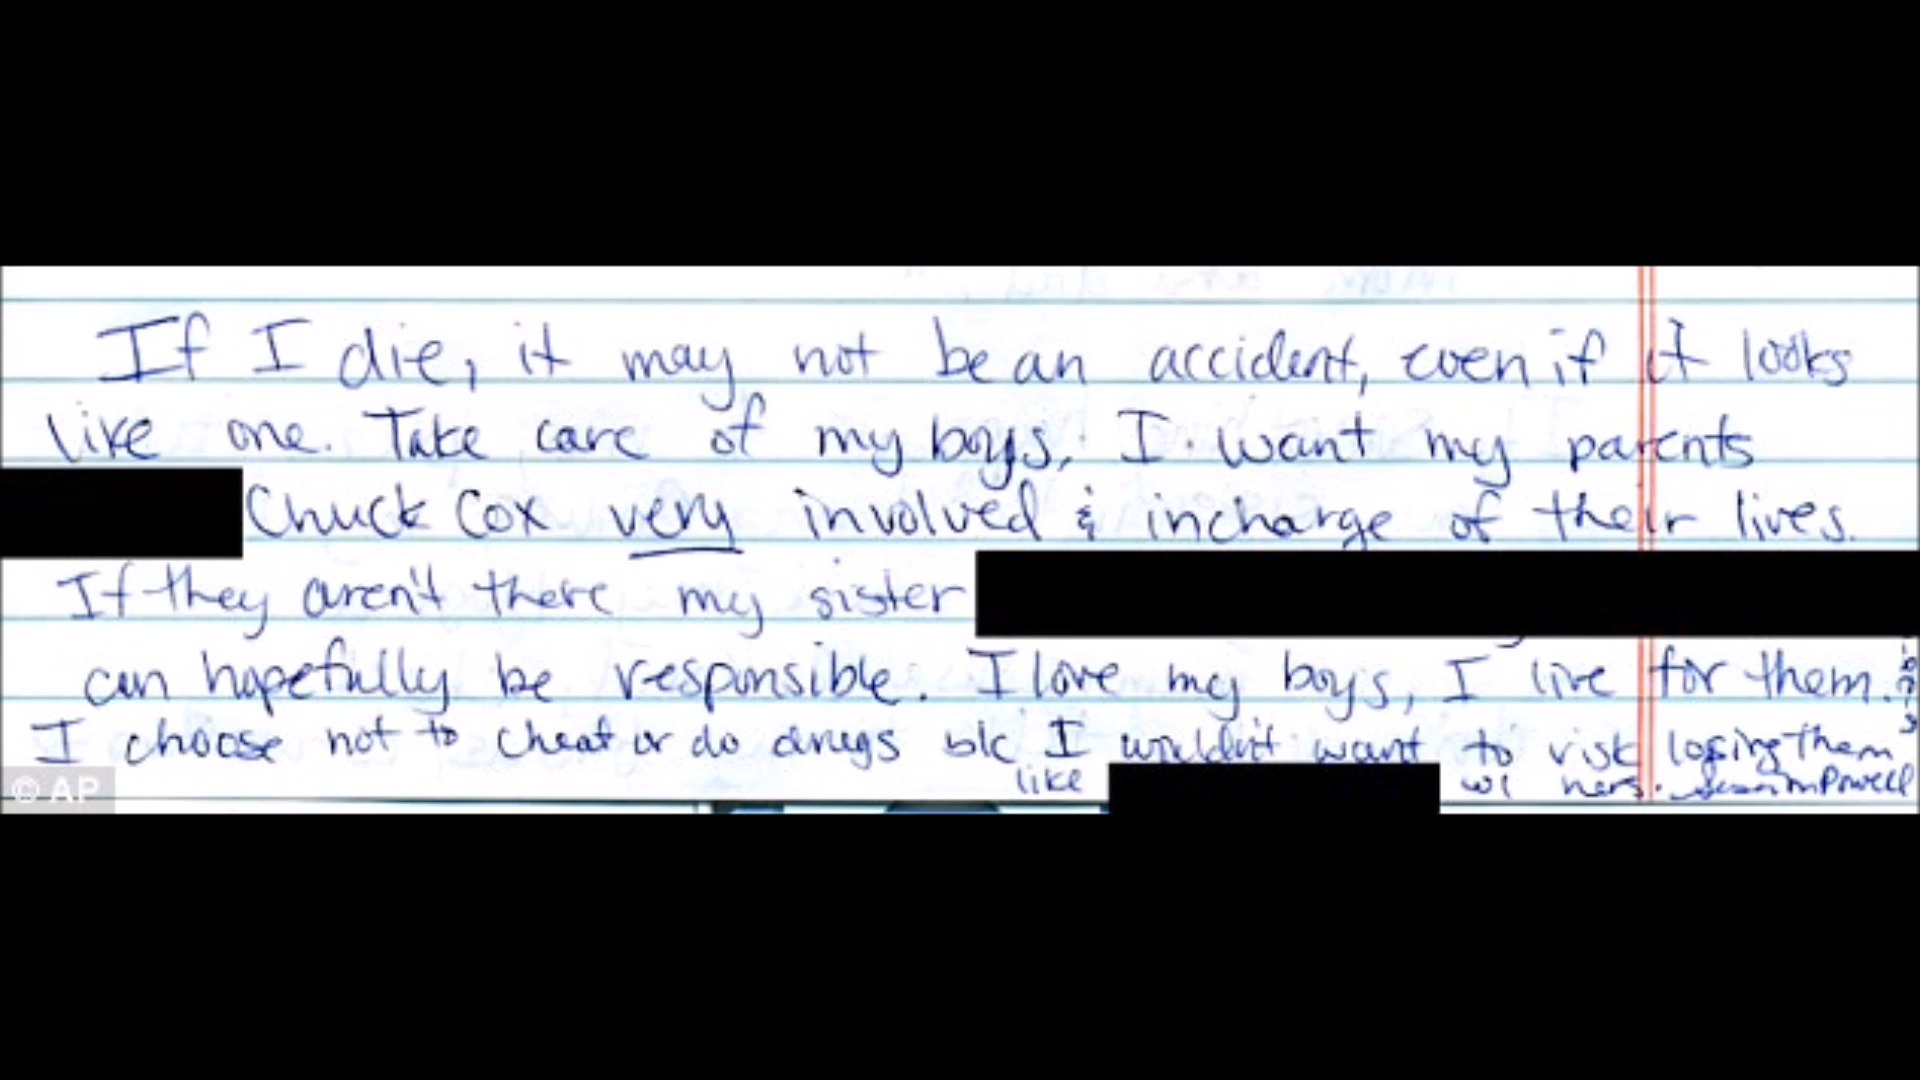 If I die, it may not be an accident, even if it looks
like one. Take care of my boys. I want my parents
Chuck Cox very involved & incharge of their lives.
If they aren't there my sister
can hopefully be responsible. I love my boys, I live for them.
I choose not to cheat or do drugs b/c I wouldn't want to risk losing them
like w/ hers. Susan M Powell
© AP